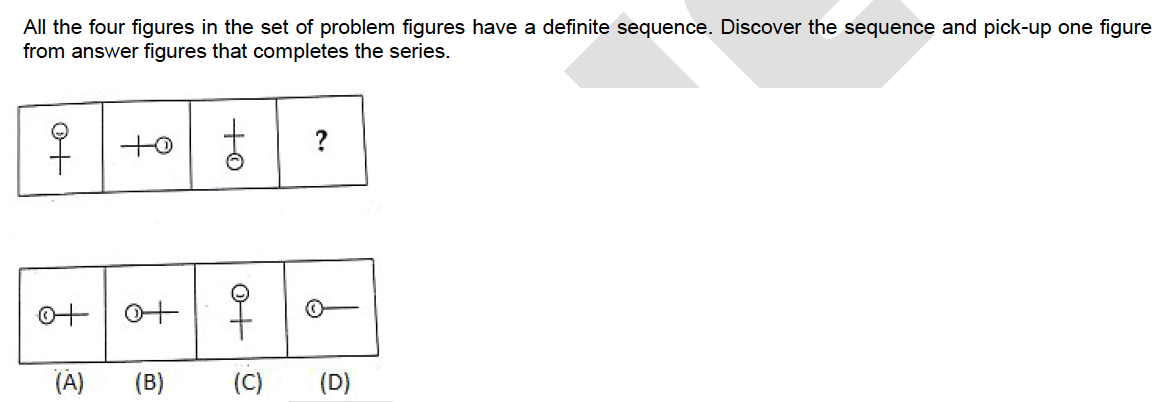 All the four figures in the set of problem figures have a definite sequence. Discover the sequence and pick-up one figure
from answer figures that completes the series.
?
(A) (B) (C) (D)